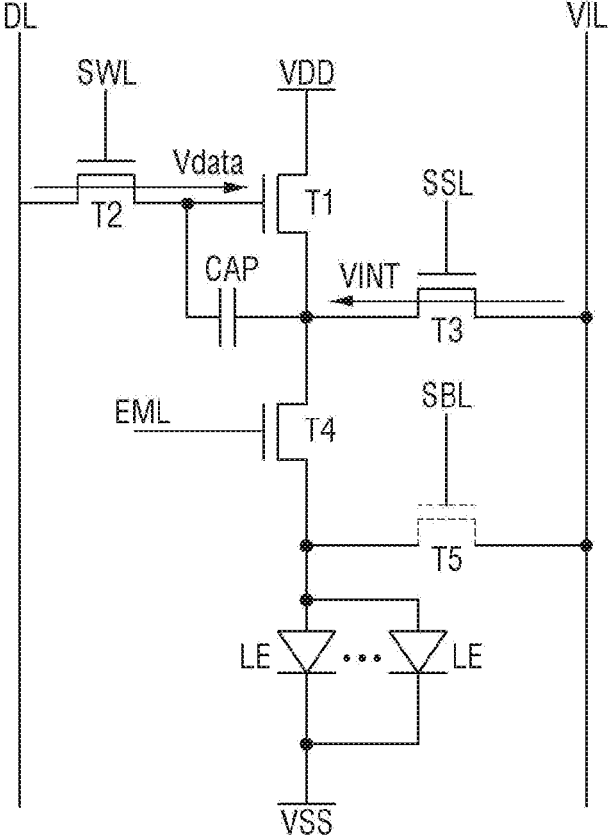 DL
VIL
SWL
VDD
Vdata
SSL
T1
T2
CAP
VINT
T3
SBL
EML
T4
T5
LE
LE
VSS